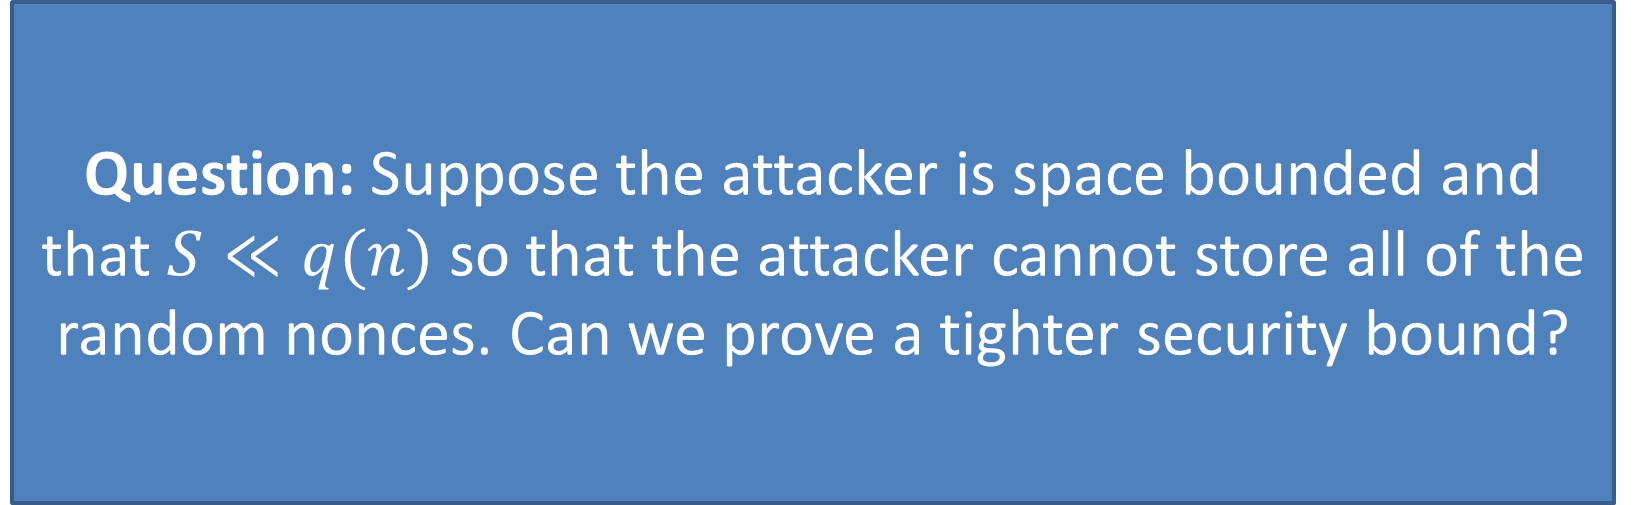 Question: Suppose the attacker is space bounded and
that S ≪ q(n) so that the attacker cannot store all of the
random nonces. Can we prove a tighter security bound?